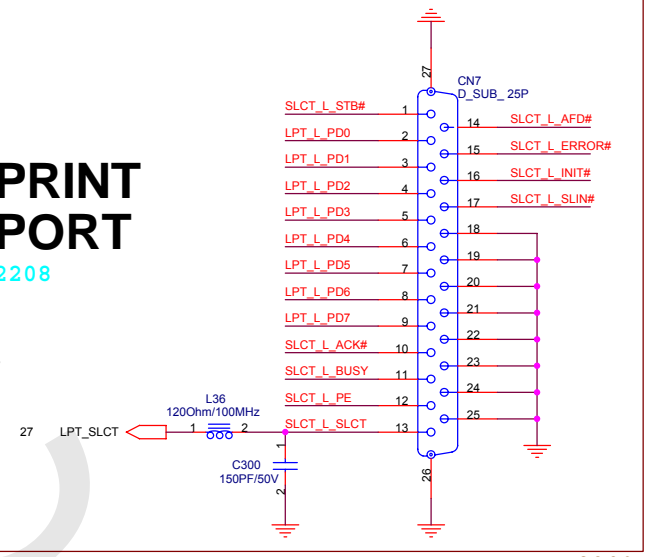 27
CN7
D_SUB_ 25P
SLCT_L_STB# 1
14 SLCT_L_AFD#
LPT_L_PD0 2
15 SLCT_L_ERROR#
LPT_L_PD1 3
16 SLCT_L_INIT#
LPT_L_PD2 4
17 SLCT_L_SLIN#
LPT_L_PD3 5
18
LPT_L_PD4 6
19
LPT_L_PD5 7
20
LPT_L_PD6 8
21
LPT_L_PD7 9
22
SLCT_L_ACK# 10
23
SLCT_L_BUSY 11
24
SLCT_L_PE 12
25
SLCT_L_SLCT 13
26
PRINT
PORT
2208
L36
120Ohm/100MHz
27 LPT_SLCT 1 2
1
C300
150PF/50V
2